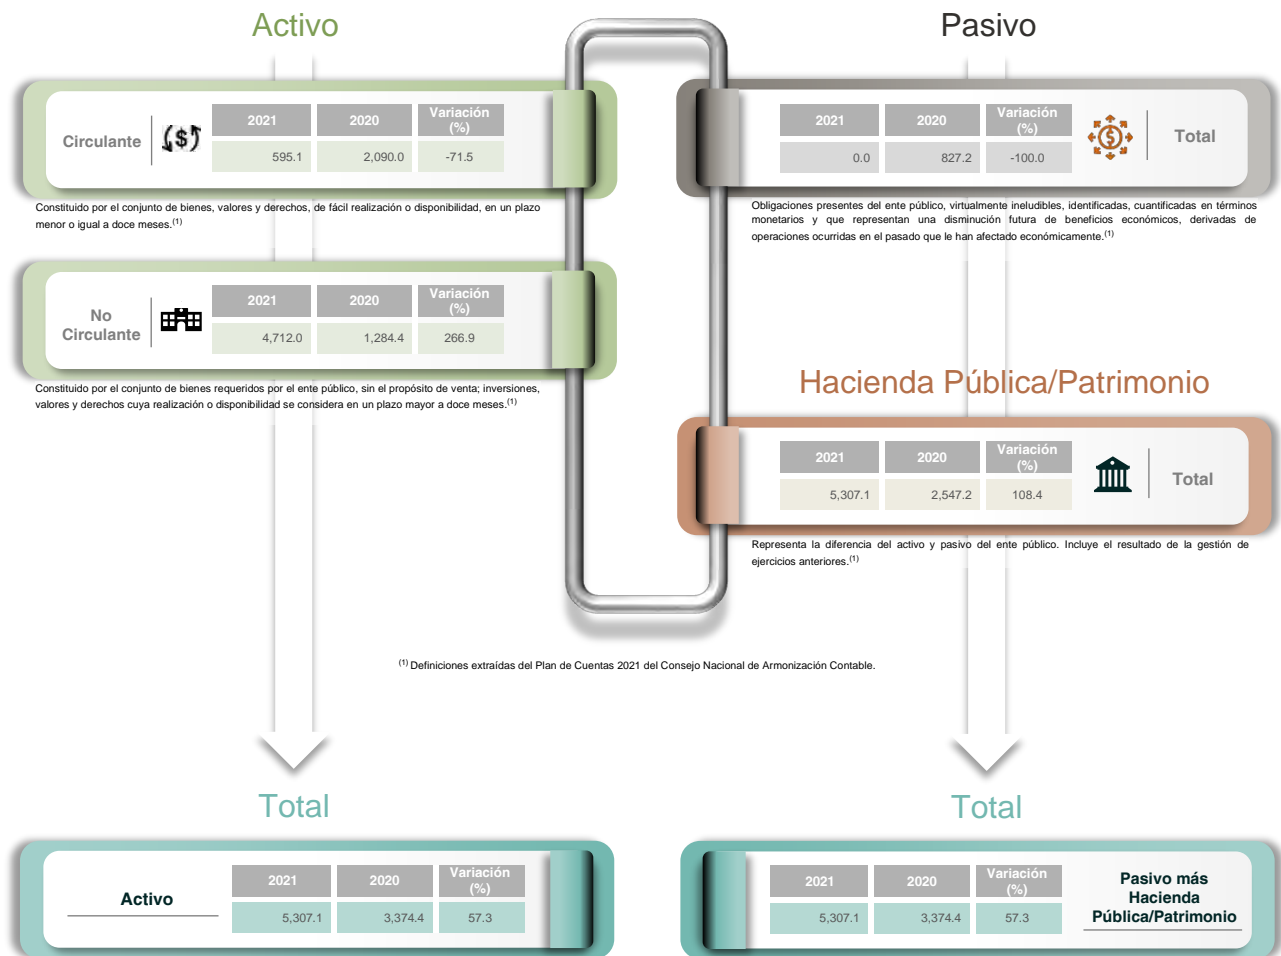 Activo
Circulante
2021 2020 Variación (%)
595.1 2,090.0 -71.5
Constituido por el conjunto de bienes, valores y derechos, de fácil realización o disponibilidad, en un plazo
menor o igual a doce meses.(1)
No
Circulante
2021 2020 Variación (%)
4,712.0 1,284.4 266.9
Constituido por el conjunto de bienes requeridos por el ente público, sin el propósito de venta; inversiones,
valores y derechos cuya realización o disponibilidad se considera en un plazo mayor a doce meses.(1)
Pasivo
2021 2020 Variación (%)
0.0 827.2 -100.0
Total
Obligaciones presentes del ente público, virtualmente ineludibles, identificadas, cuantificadas en términos
monetarios y que representan una disminución futura de beneficios económicos, derivadas de
operaciones ocurridas en el pasado que le han afectado económicamente.(1)
Hacienda Pública/Patrimonio
2021 2020 Variación (%)
5,307.1 2,547.2 108.4
Total
Representa la diferencia del activo y pasivo del ente público. Incluye el resultado de la gestión de
ejercicios anteriores.(1)
(1) Definiciones extraídas del Plan de Cuentas 2021 del Consejo Nacional de Armonización Contable.
Total
Activo
2021 2020 Variación (%)
5,307.1 3,374.4 57.3
Total
2021 2020 Variación (%)
5,307.1 3,374.4 57.3
Pasivo más
Hacienda
Pública/Patrimonio